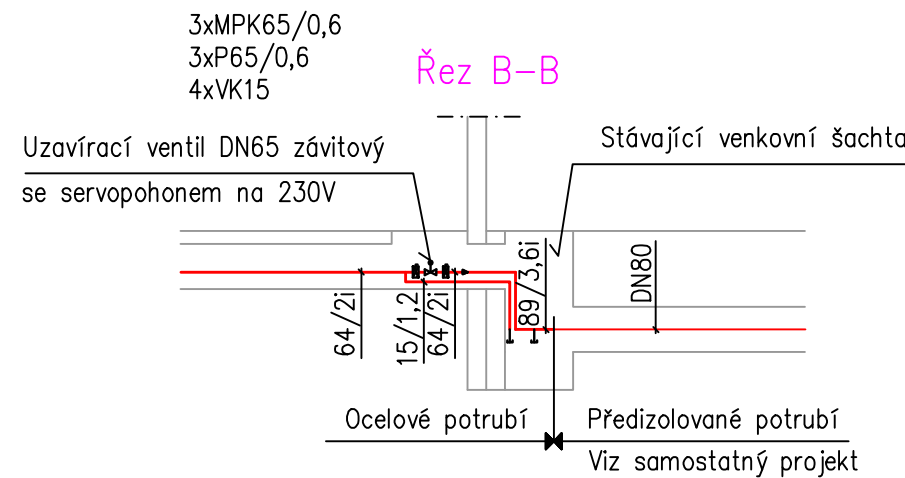 3xMPK65/0,6
3xP65/0,6
4xVK15
Řez B-B
Uzavírací ventil DN65 závitový
se servopohonem na 230V
Stávající venkovní šachta
64/2i
15/1,2
64/2i
89/3,6i
DN80
Ocelové potrubí
Předizolované potrubí
Viz samostatný projekt